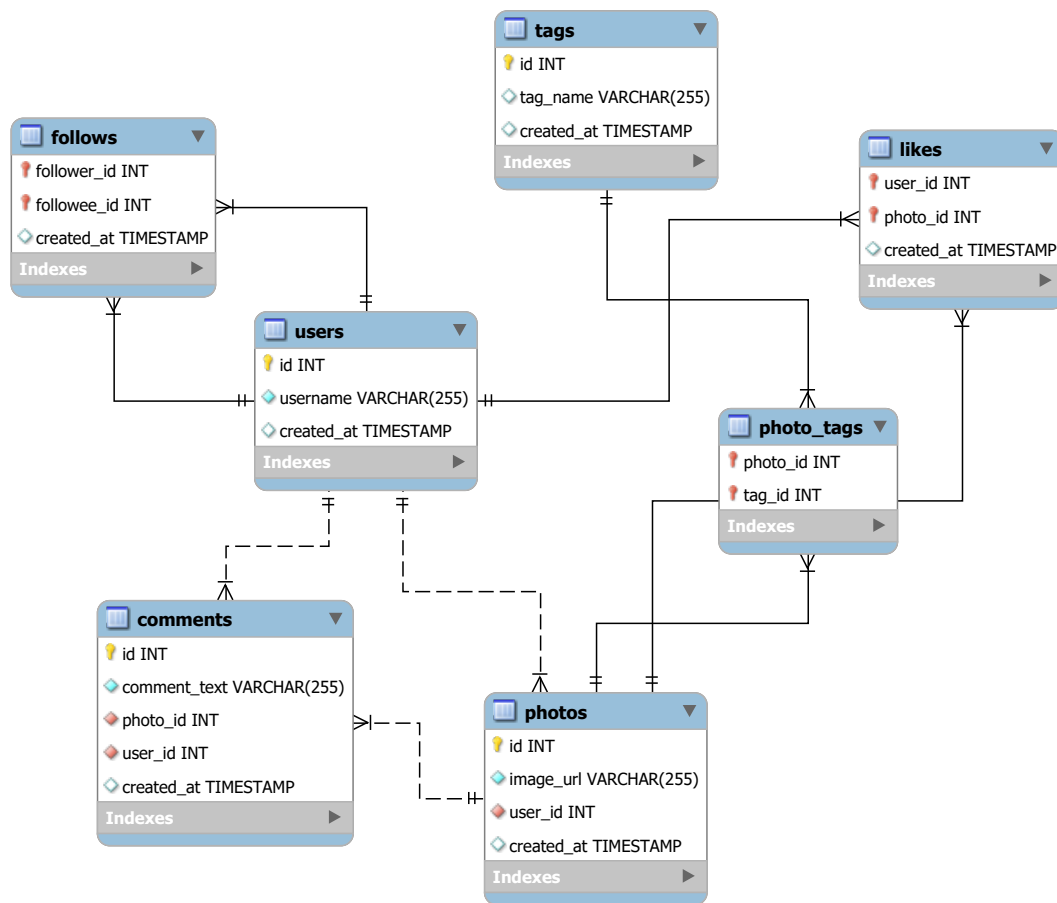 tags
id INT
tag_name VARCHAR(255)
created_at TIMESTAMP
Indexes
follows
follower_id INT
followee_id INT
created_at TIMESTAMP
Indexes
likes
user_id INT
photo_id INT
created_at TIMESTAMP
Indexes
users
id INT
username VARCHAR(255)
created_at TIMESTAMP
Indexes
photo_tags
photo_id INT
tag_id INT
Indexes
comments
id INT
comment_text VARCHAR(255)
photo_id INT
user_id INT
created_at TIMESTAMP
Indexes
photos
id INT
image_url VARCHAR(255)
user_id INT
created_at TIMESTAMP
Indexes